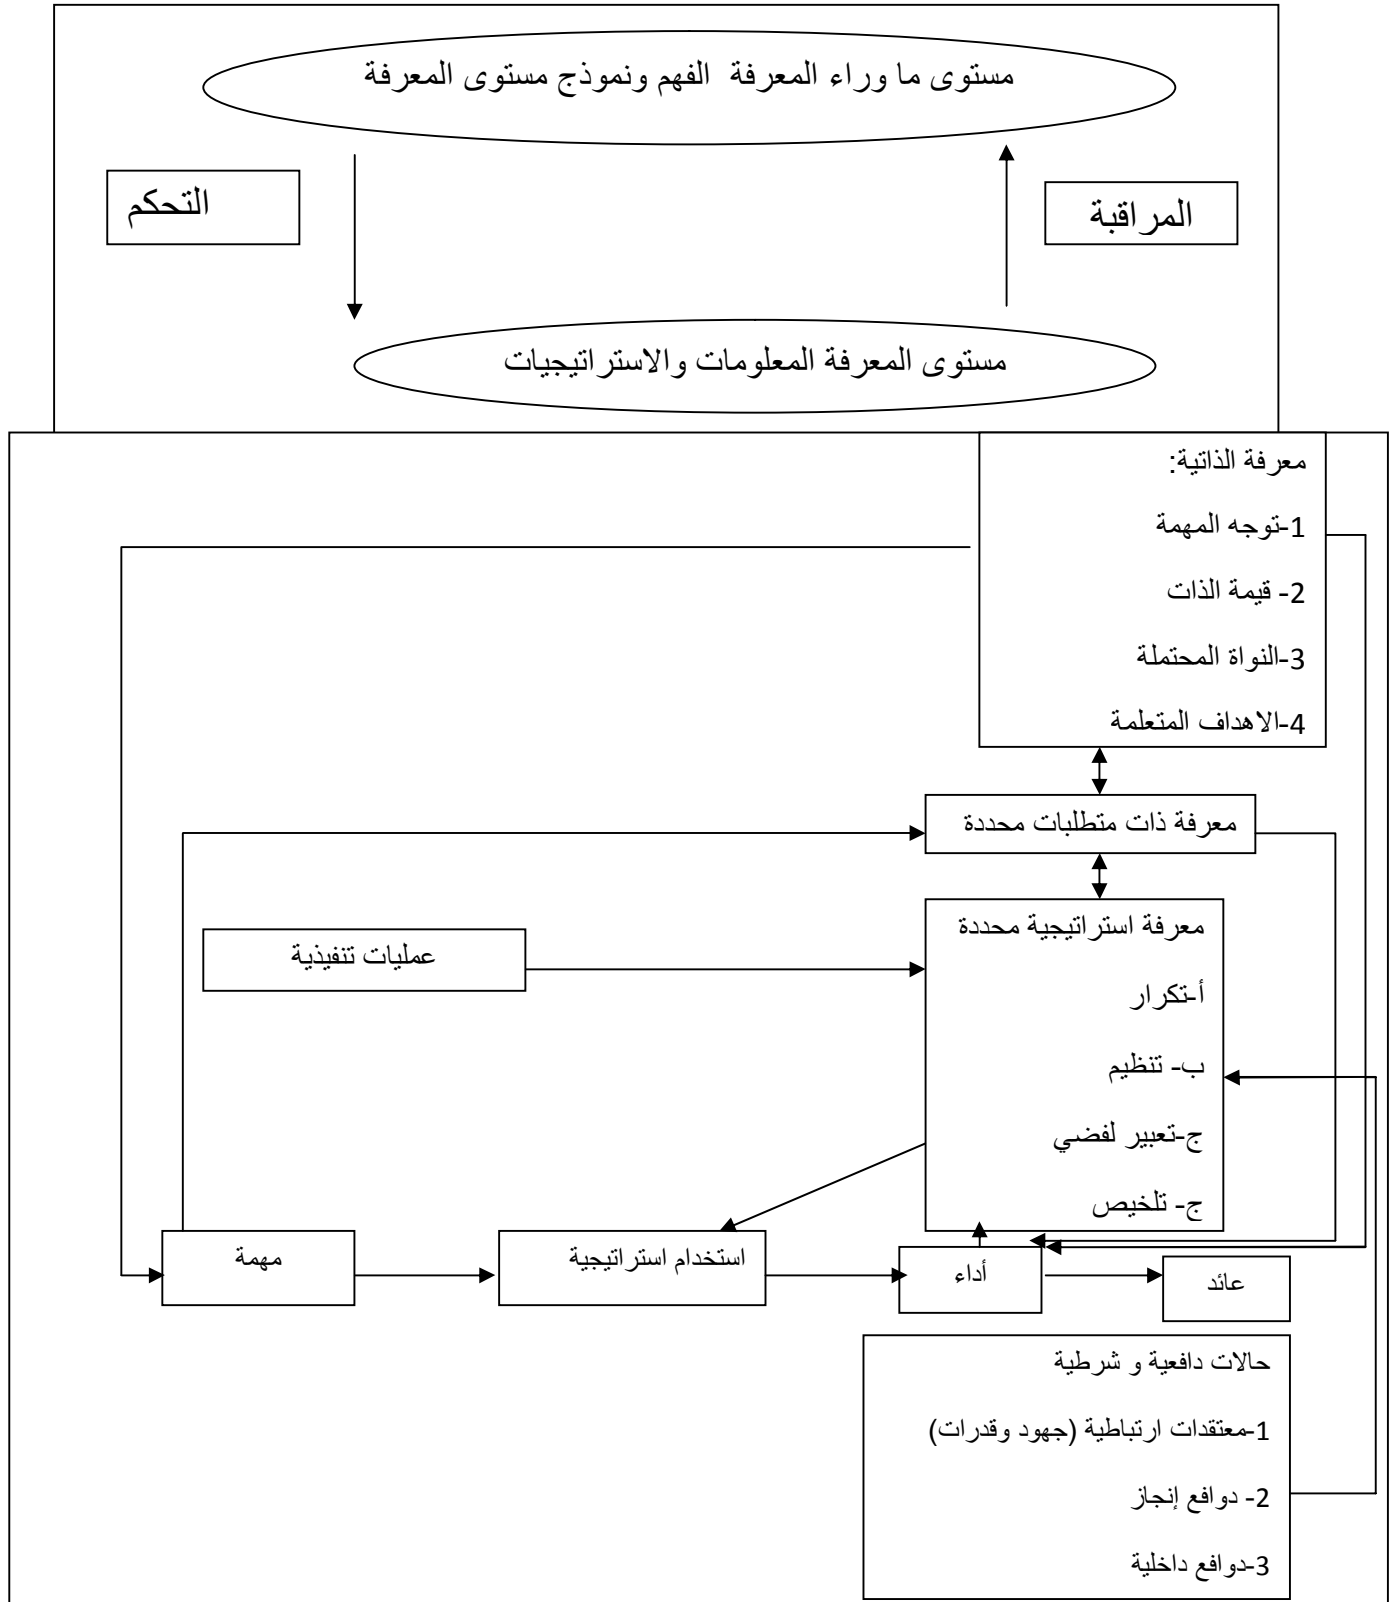 مستوى ما وراء المعرفة الفهم ونموذج مستوى المعرفة
المراقبة
التحكم
مستوى المعرفة المعلومات والاستراتيجيات
معرفة الذاتية:
1-توجه المهمة
2- قيمة الذات
3-النواة المحتملة
4-الاهداف المتعلمة
معرفة ذات متطلبات محددة
معرفة استراتيجية محددة
أ-تكرار
ب- تنظيم
ج-تعبير لفضي
ج- تلخيص
عمليات تنفيذية
مهمة
استخدام استراتيجية
أداء
عائد
حالات دافعية و شرطية
1-معتقدات ارتباطية (جهود وقدرات)
2- دوافع إنجاز
3-دوافع داخلية